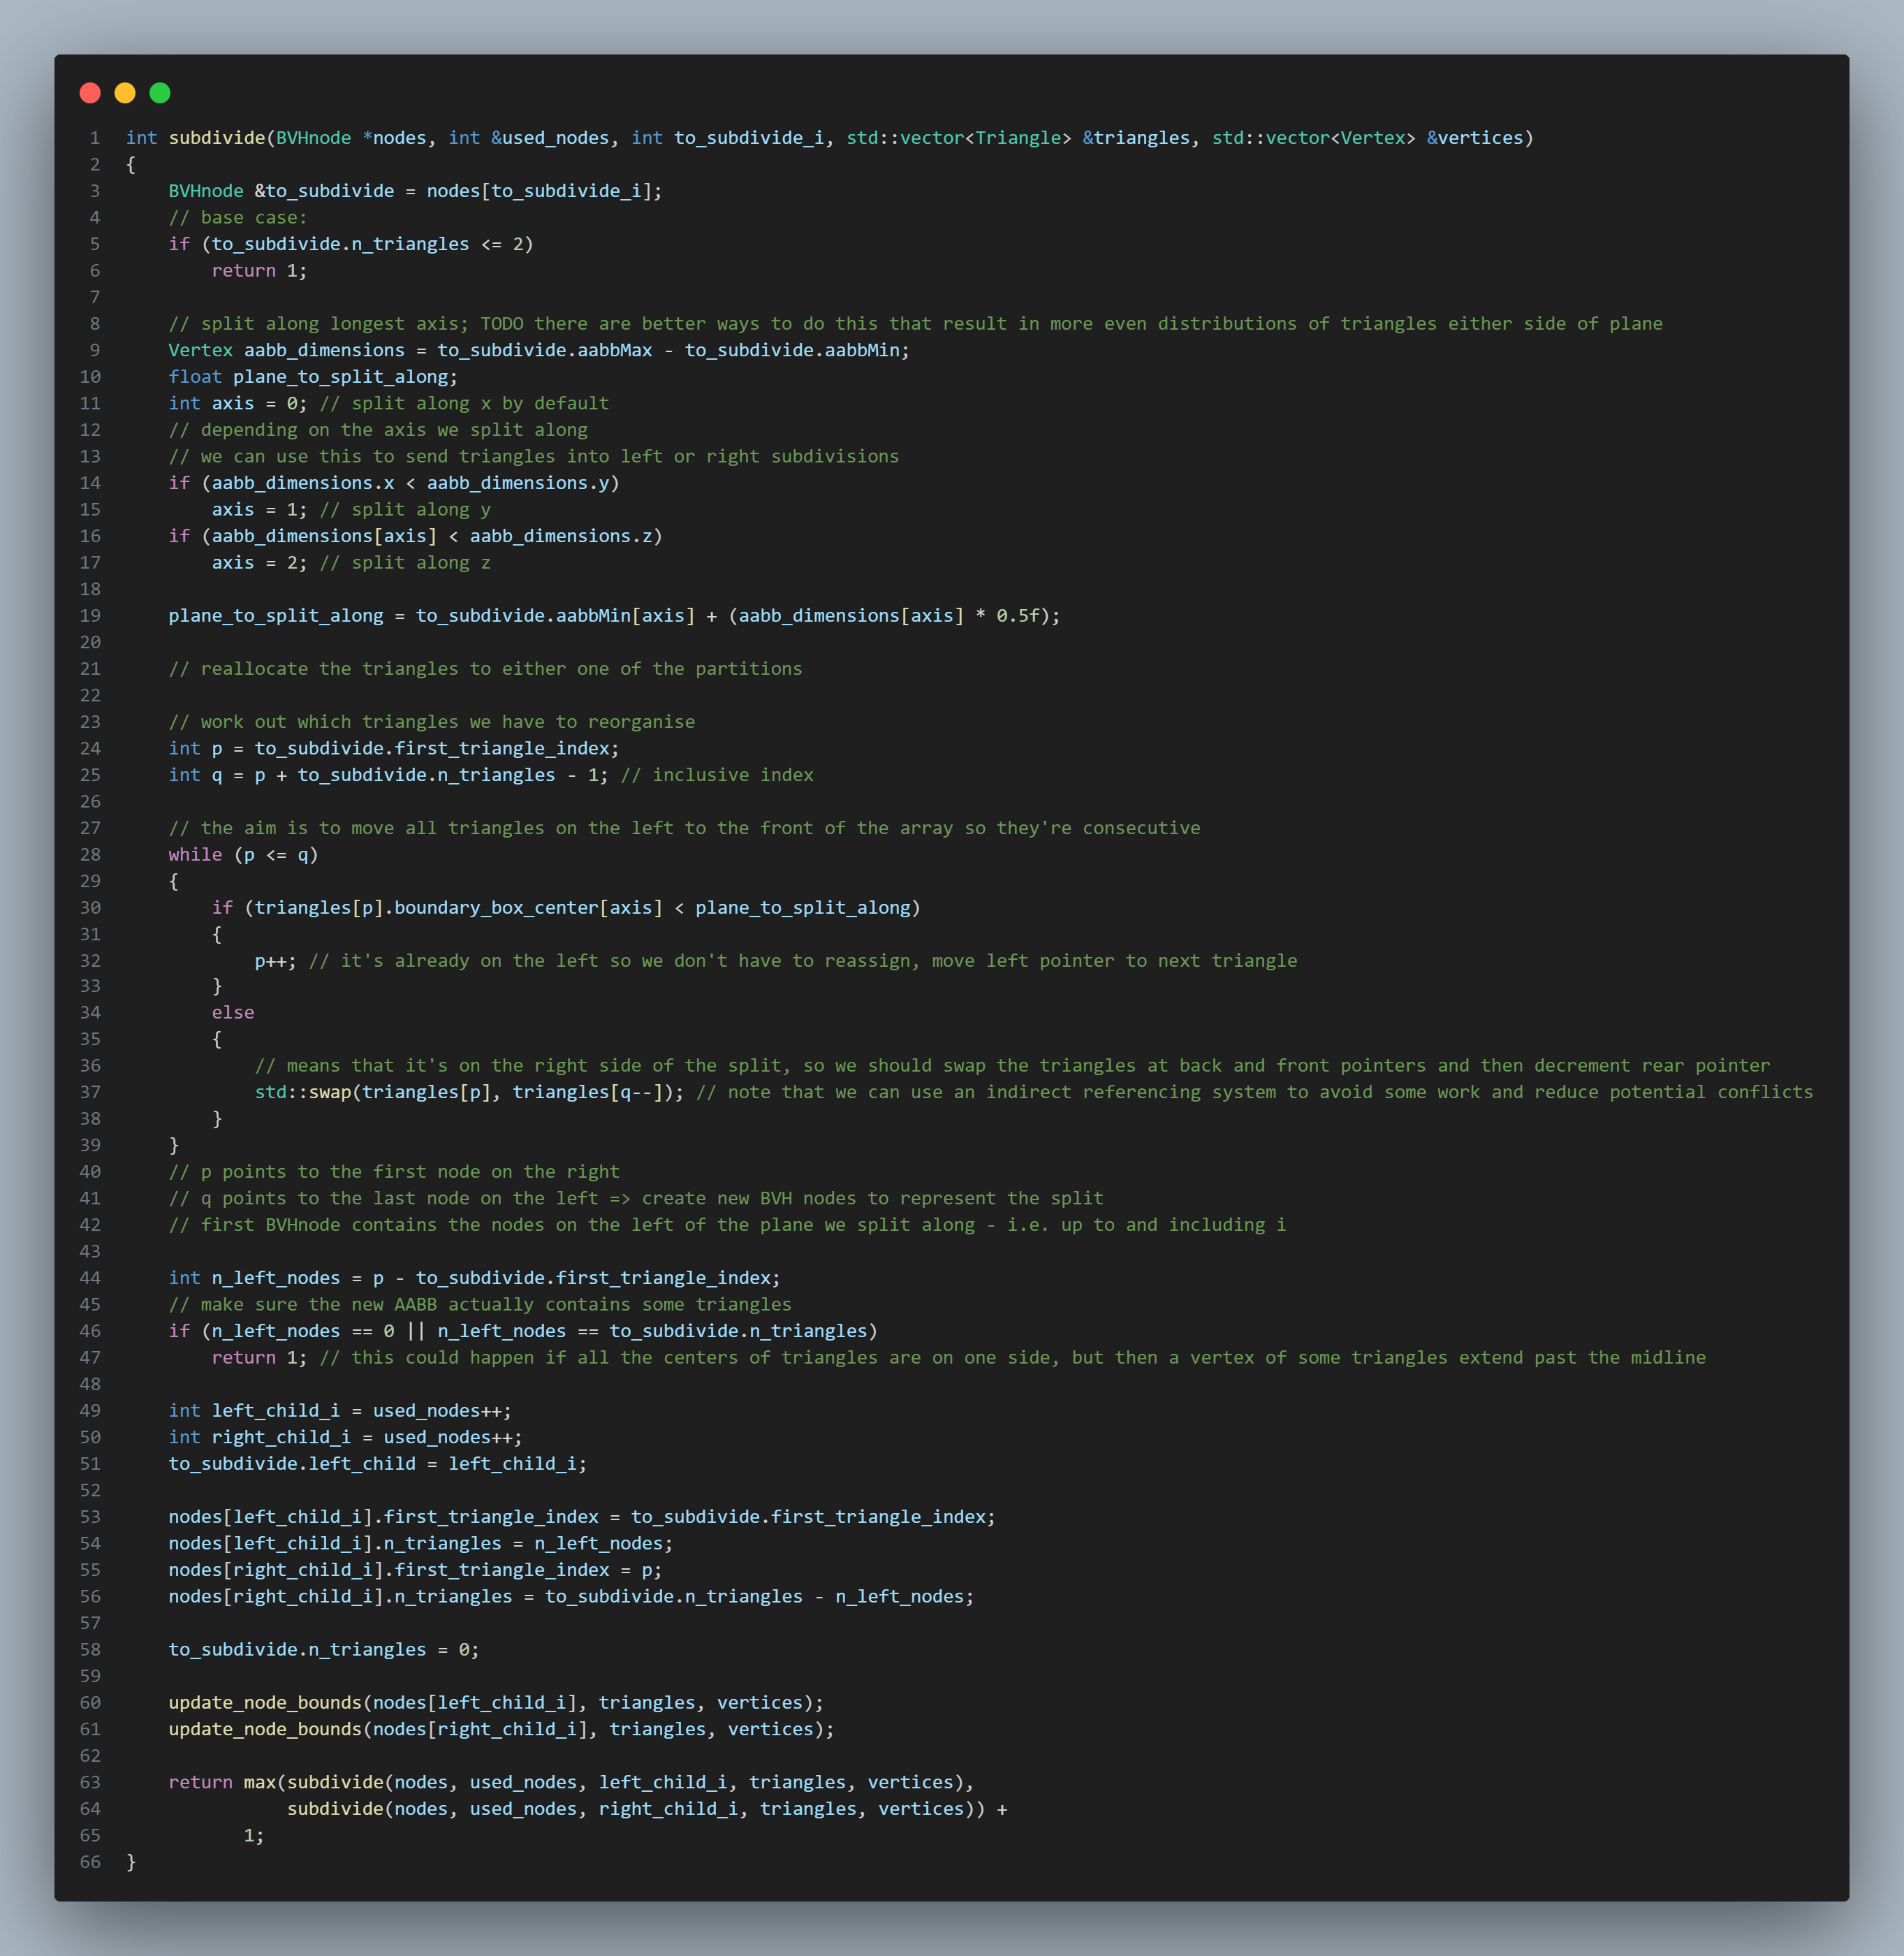 1 int subdivide(BVHnode *nodes, int &used_nodes, int to_subdivide_i, std::vector<Triangle> &triangles, std::vector<Vertex> &vertices)
2 {
3     BVHnode &to_subdivide = nodes[to_subdivide_i];
4     // base case:
5     if (to_subdivide.n_triangles <= 2)
6         return 1;
7
8     // split along longest axis; TODO there are better ways to do this that result in more even distributions of triangles either side of plane
9     Vertex aabb_dimensions = to_subdivide.aabbMax - to_subdivide.aabbMin;
10     float plane_to_split_along;
11     int axis = 0; // split along x by default
12     // depending on the axis we split along
13     // we can use this to send triangles into left or right subdivisions
14     if (aabb_dimensions.x < aabb_dimensions.y)
15         axis = 1; // split along y
16     if (aabb_dimensions[axis] < aabb_dimensions.z)
17         axis = 2; // split along z
18
19     plane_to_split_along = to_subdivide.aabbMin[axis] + (aabb_dimensions[axis] * 0.5f);
20
21     // reallocate the triangles to either one of the partitions
22
23     // work out which triangles we have to reorganise
24     int p = to_subdivide.first_triangle_index;
25     int q = p + to_subdivide.n_triangles - 1; // inclusive index
26
27     // the aim is to move all triangles on the left to the front of the array so they're consecutive
28     while (p <= q)
29     {
30         if (triangles[p].boundary_box_center[axis] < plane_to_split_along)
31         {
32             p++; // it's already on the left so we don't have to reassign, move left pointer to next triangle
33         }
34         else
35         {
36             // means that it's on the right side of the split, so we should swap the triangles at back and front pointers and then decrement rear pointer
37             std::swap(triangles[p], triangles[q--]); // note that we can use an indirect referencing system to avoid some work and reduce potential conflicts
38         }
39     }
40     // p points to the first node on the right
41     // q points to the last node on the left => create new BVH nodes to represent the split
42     // first BVHnode contains the nodes on the left of the plane we split along - i.e. up to and including i
43
44     int n_left_nodes = p - to_subdivide.first_triangle_index;
45     // make sure the new AABB actually contains some triangles
46     if (n_left_nodes == 0 || n_left_nodes == to_subdivide.n_triangles)
47         return 1; // this could happen if all the centers of triangles are on one side, but then a vertex of some triangles extend past the midline
48
49     int left_child_i = used_nodes++;
50     int right_child_i = used_nodes++;
51     to_subdivide.left_child = left_child_i;
52
53     nodes[left_child_i].first_triangle_index = to_subdivide.first_triangle_index;
54     nodes[left_child_i].n_triangles = n_left_nodes;
55     nodes[right_child_i].first_triangle_index = p;
56     nodes[right_child_i].n_triangles = to_subdivide.n_triangles - n_left_nodes;
57
58     to_subdivide.n_triangles = 0;
59
60     update_node_bounds(nodes[left_child_i], triangles, vertices);
61     update_node_bounds(nodes[right_child_i], triangles, vertices);
62
63     return max(subdivide(nodes, used_nodes, left_child_i, triangles, vertices),
64                subdivide(nodes, used_nodes, right_child_i, triangles, vertices)) +
65            1;
66 }